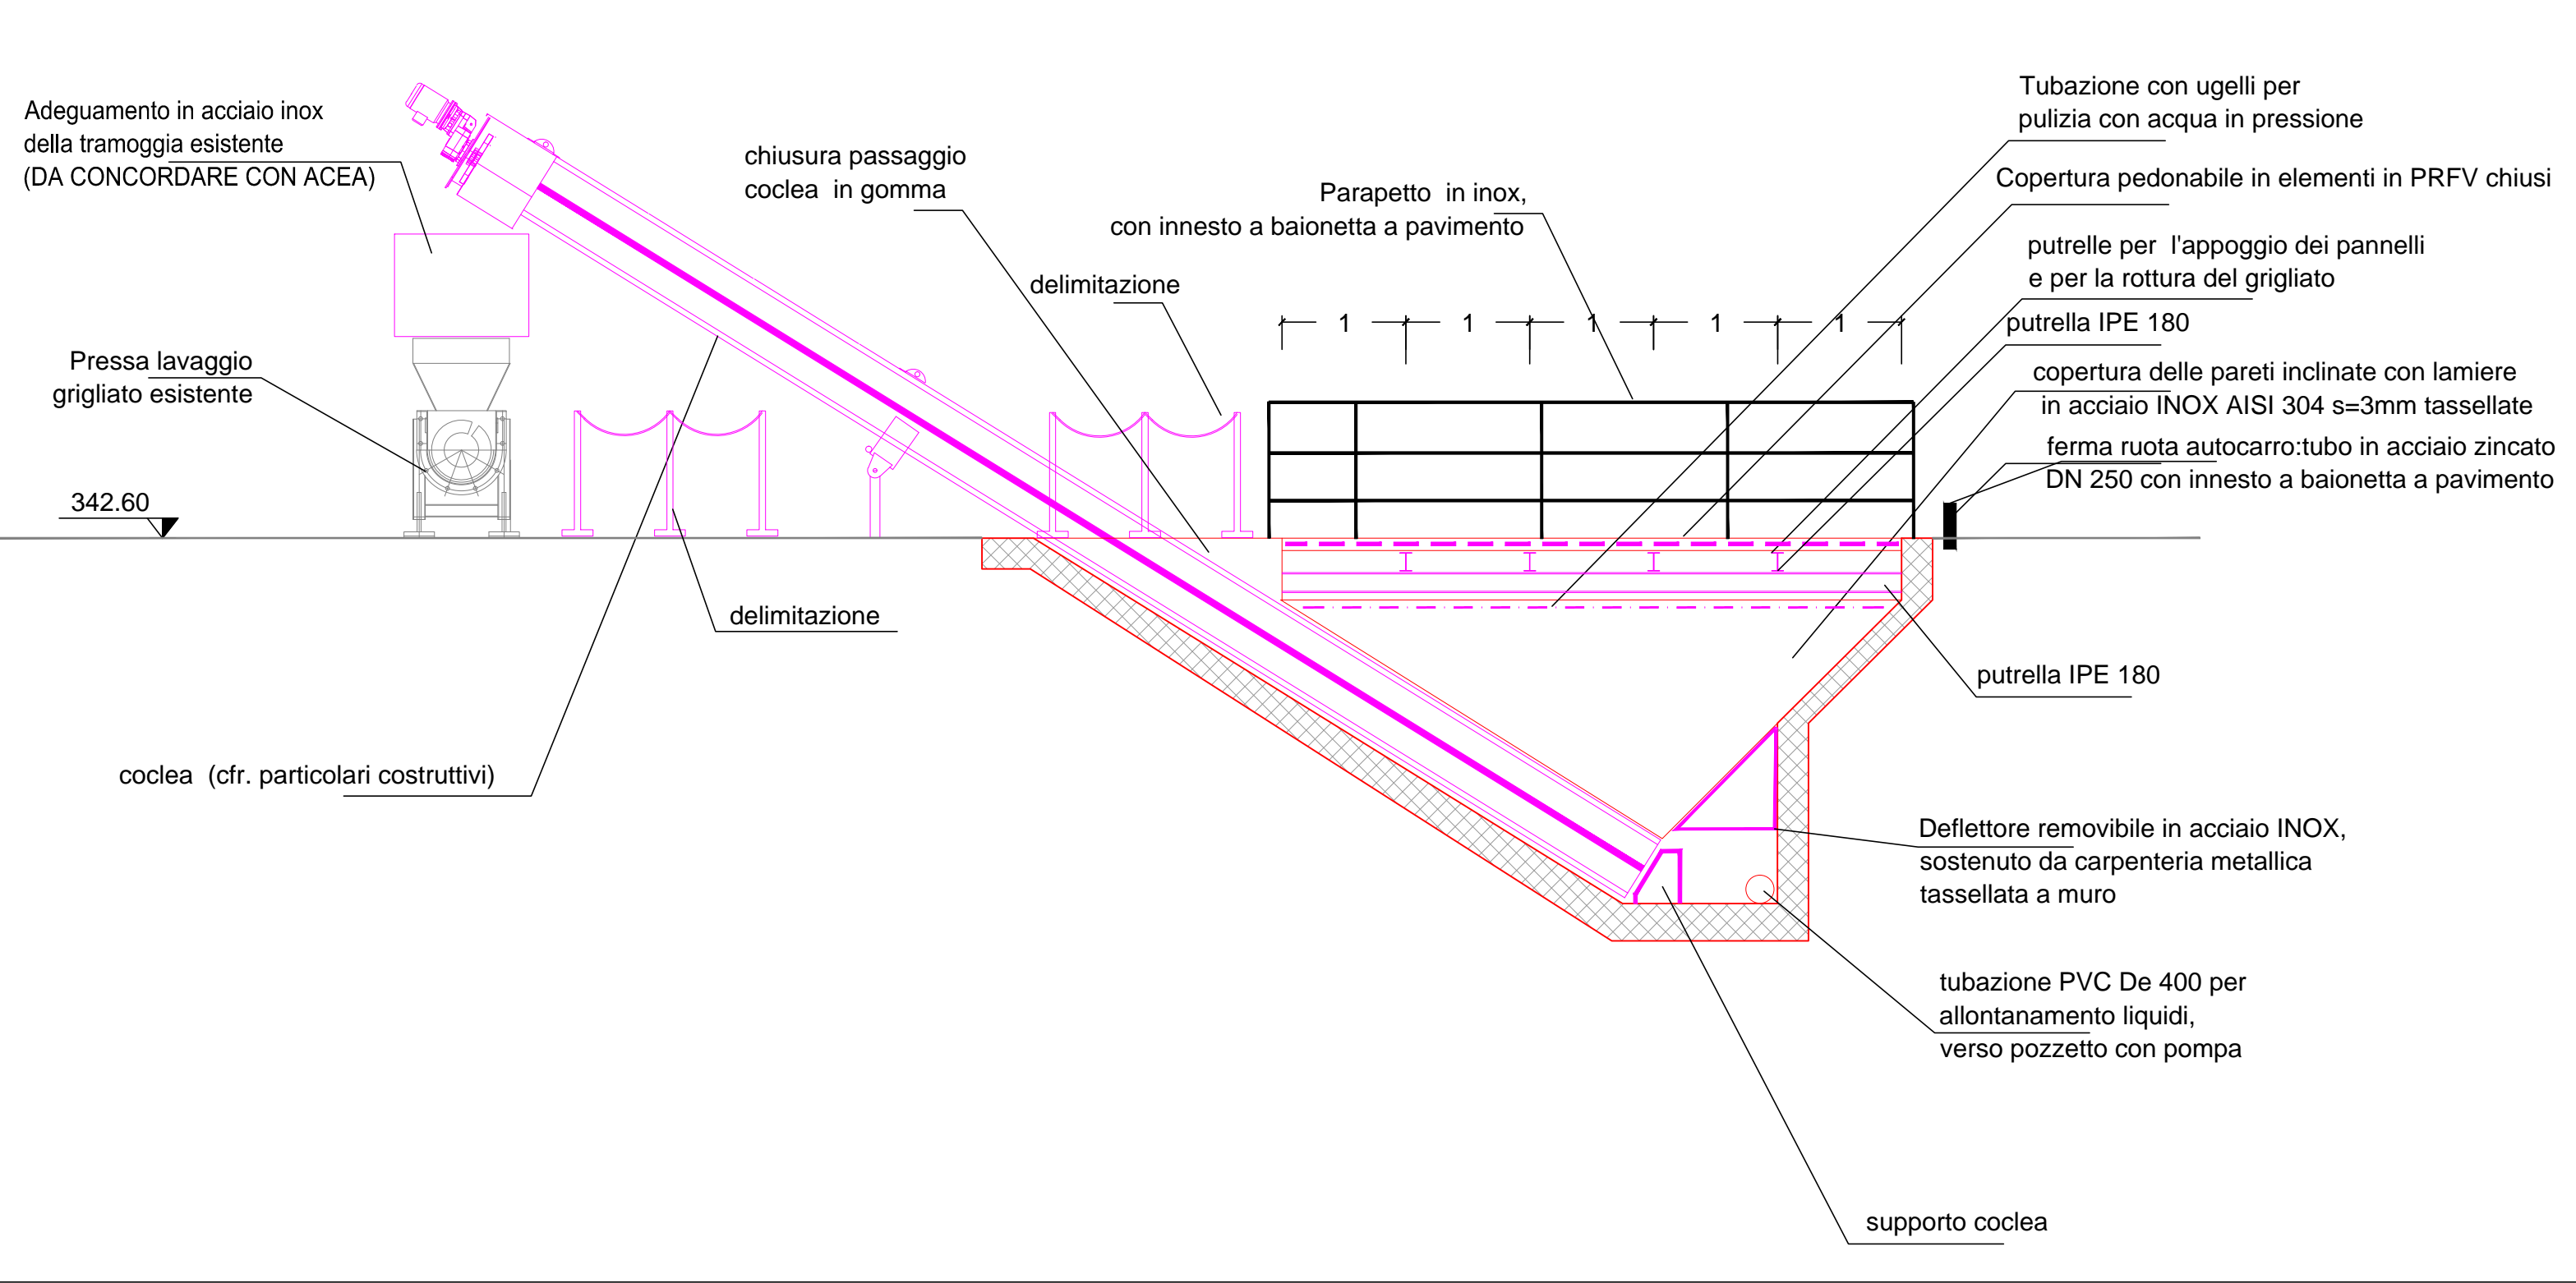 Adeguamento in acciaio inox
della tramoggia esistente
(DA CONCORDARE CON ACEA)
Pressa lavaggio
grigliato esistente
342.60
coclea (cfr. particolari costruttivi)
delimitazione
chiusura passaggio
coclea in gomma
delimitazione
Parapetto in inox,
con innesto a baionetta a pavimento
1 1 1 1 1
Tubazione con ugelli per
pulizia con acqua in pressione
Copertura pedonabile in elementi in PRFV chiusi
putrelle per l'appoggio dei pannelli
e per la rottura del grigliato
putrella IPE 180
copertura delle pareti inclinate con lamiere
in acciaio INOX AISI 304 s=3mm tassellate
ferma ruota autocarro:tubo in acciaio zincato
DN 250 con innesto a baionetta a pavimento
putrella IPE 180
Deflettore removibile in acciaio INOX,
sostenuto da carpenteria metallica
tassellata a muro
tubazione PVC De 400 per
allontanamento liquidi,
verso pozzetto con pompa
supporto coclea